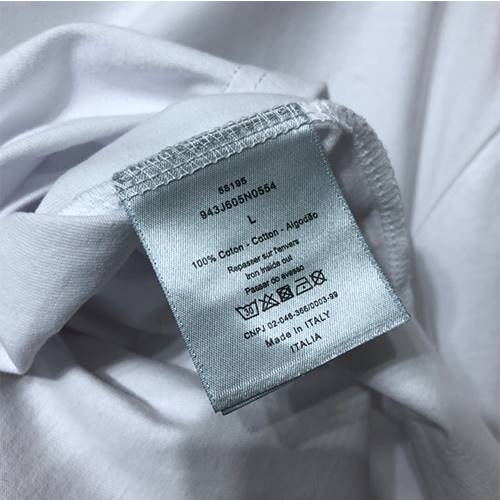 58195
943J605N0554
L
100% Coton - Cotton - Algodão
Repasser sur l'envers
Iron inside out
Passar do avesso
30
CNPJ 02-046-366/0003-99
Made in ITALY
ITALIA